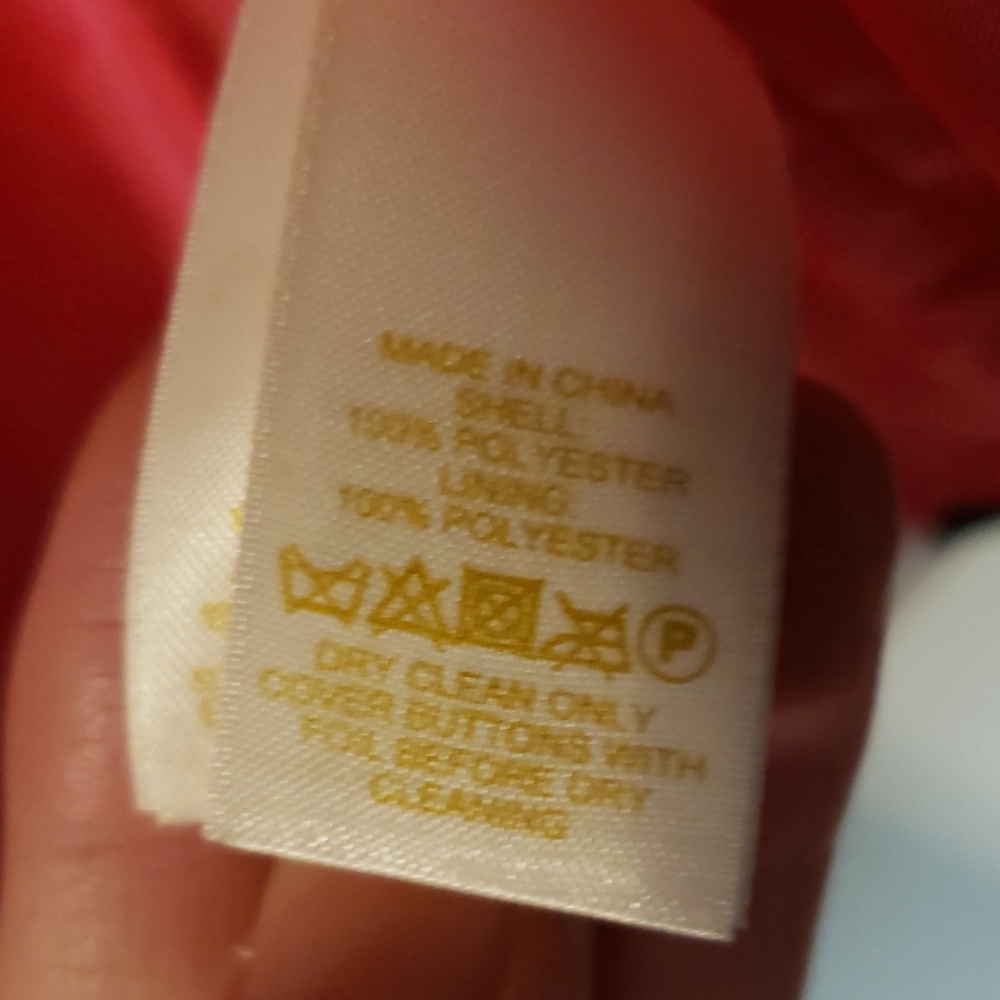 MADE IN CHINA
SHELL
100% POLYESTER
LINING:
100% POLYESTER
P
DRY CLEAN ONLY
COVER BUTTONS WITH
FOIL BEFORE DRY
CLEANING